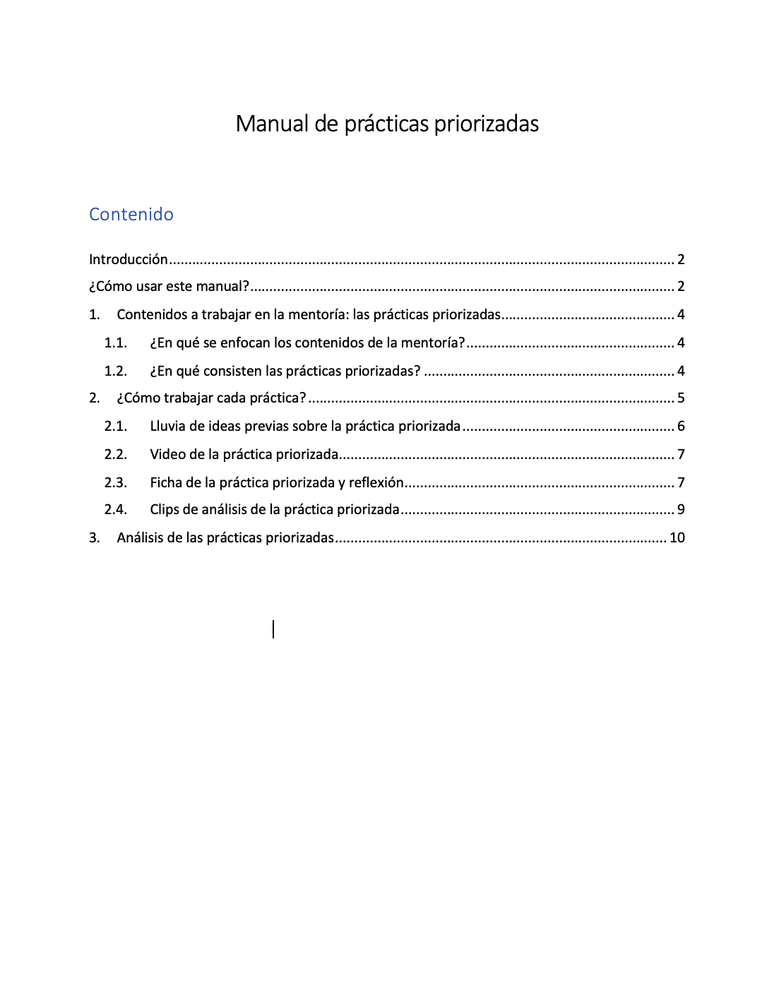 Manual de prácticas priorizadas
Contenido
Introducción.......................................................................................................................................... 2
¿Cómo usar este manual?.............................................................................................................. 2
1. Contenidos a trabajar en la mentoría: las prácticas priorizadas............................................. 4
1.1. ¿En qué se enfocan los contenidos de la mentoría?...................................................... 4
1.2. ¿En qué consisten las prácticas priorizadas? ................................................................. 4
2. ¿Cómo trabajar cada práctica? ............................................................................................... 5
2.1. Lluvia de ideas previas sobre la práctica priorizada ....................................................... 6
2.2. Video de la práctica priorizada....................................................................................... 7
2.3. Ficha de la práctica priorizada y reflexión...................................................................... 7
2.4. Clips de análisis de la práctica priorizada....................................................................... 9
3. Análisis de las prácticas priorizadas...................................................................................... 10